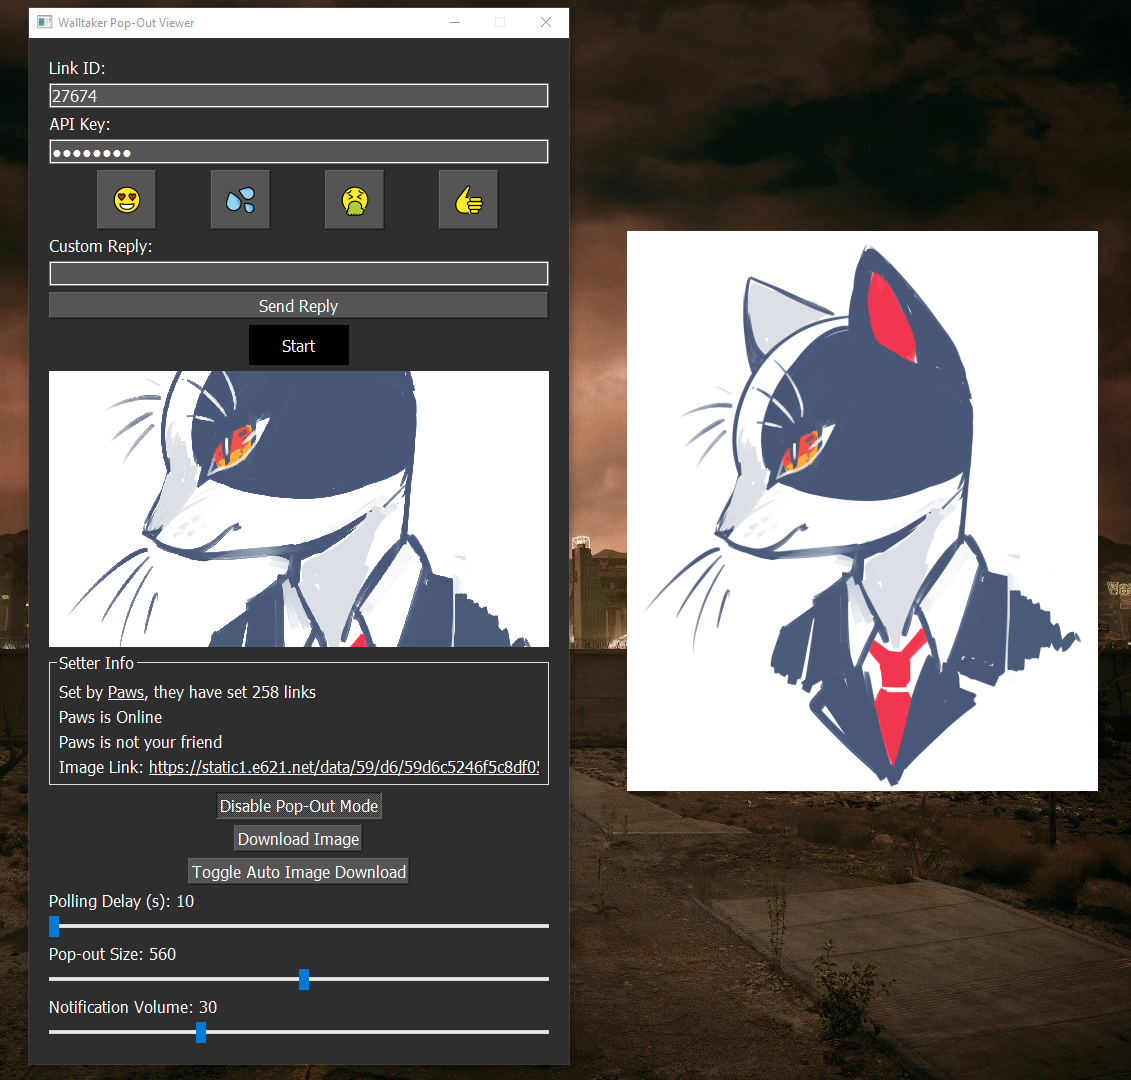 Walltaker Pop-Out Viewer
Link ID:
27674
API Key:
●●●●●●●●
Custom Reply:
Send Reply
Start
Setter Info
Set by Paws, they have set 258 links
Paws is Online
Paws is not your friend
Image Link: https://static1.e621.net/data/59/d6/59d6c5246f5c8df0
Disable Pop-Out Mode
Download Image
Toggle Auto Image Download
Polling Delay (s): 10
Pop-out Size: 560
Notification Volume: 30